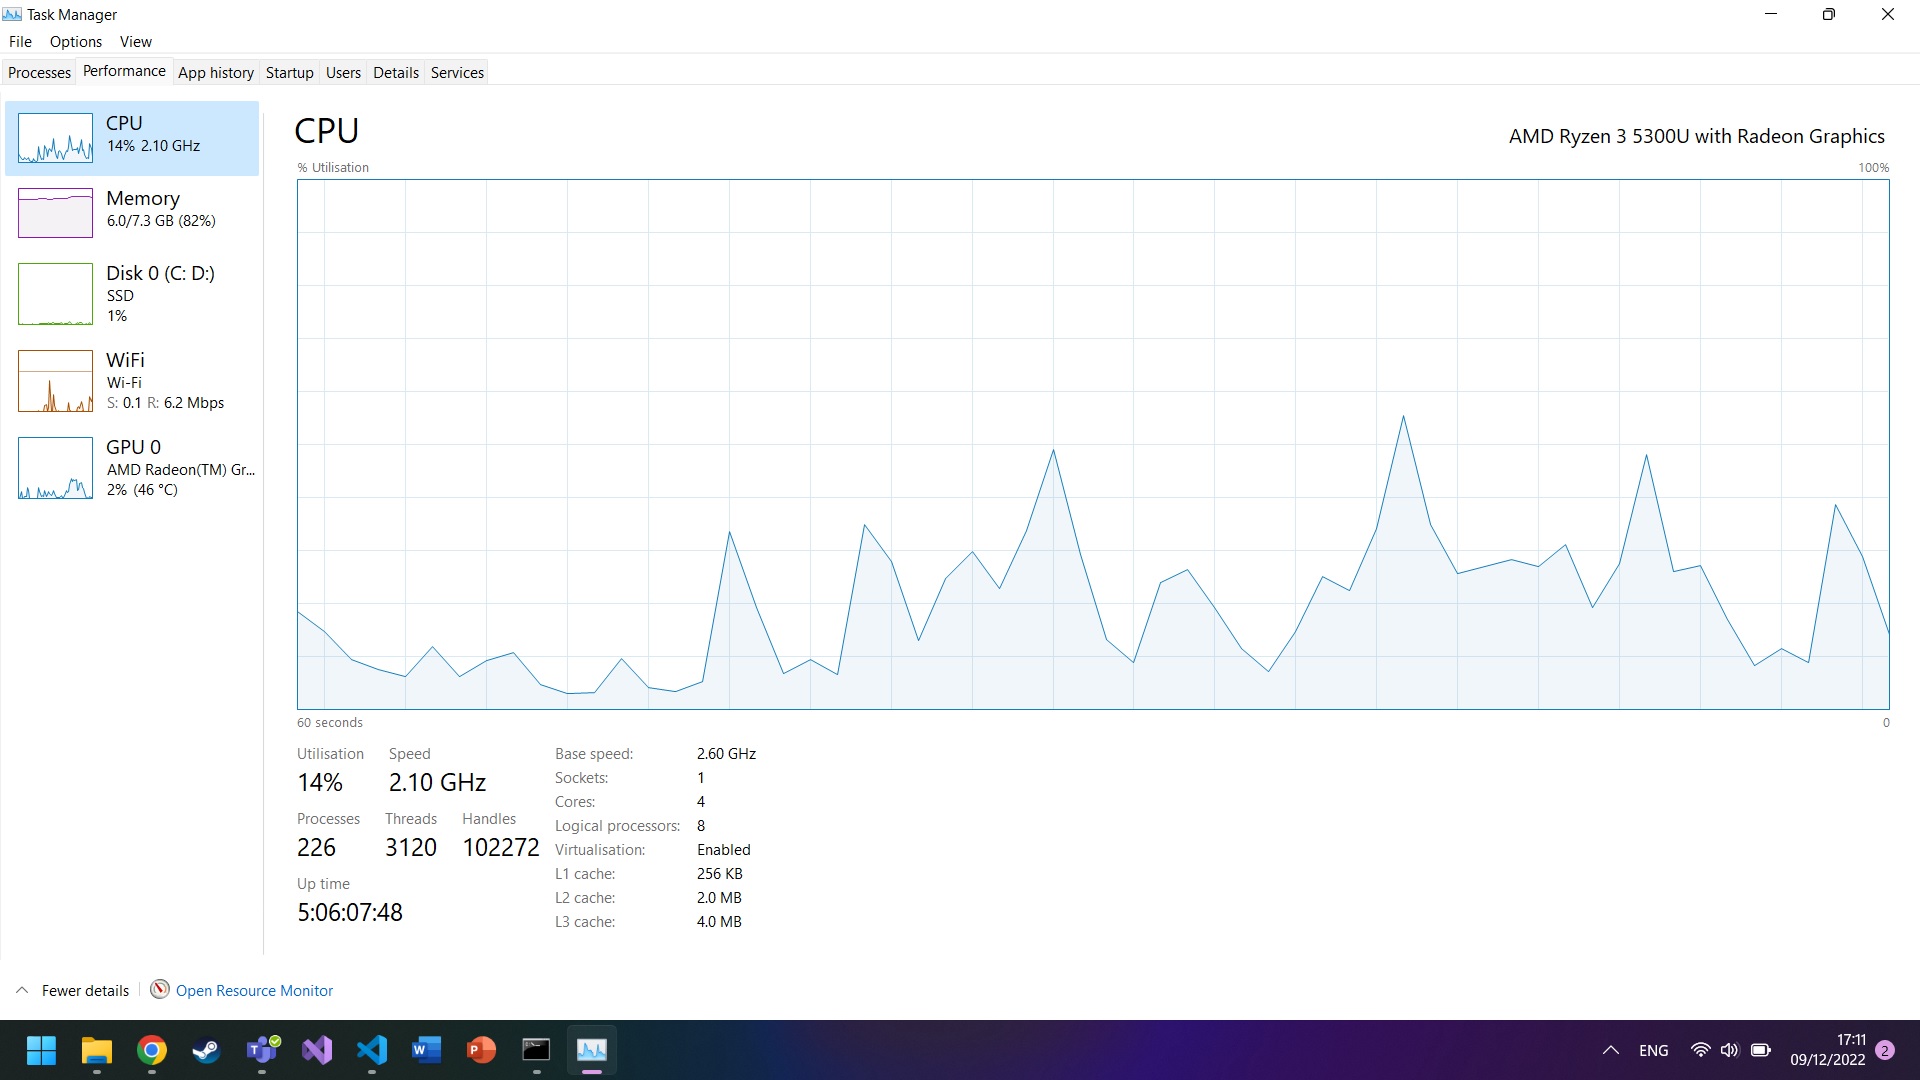 Task Manager
File Options View
Processes Performance App history Startup Users Details Services
CPU
14% 2.10 GHz
Memory
6.0/7.3 GB (82%)
Disk 0 (C: D:)
SSD
1%
WiFi
Wi-Fi
S: 0.1 R: 6.2 Mbps
GPU 0
AMD Radeon(TM) Gr...
2% (46 °C)
CPU
AMD Ryzen 3 5300U with Radeon Graphics
% Utilisation 100%
60 seconds 0
Utilisation Speed
14% 2.10 GHz
Processes Threads Handles
226 3120 102272
Up time
5:06:07:48
Base speed: 2.60 GHz
Sockets: 1
Cores: 4
Logical processors: 8
Virtualisation: Enabled
L1 cache: 256 KB
L2 cache: 2.0 MB
L3 cache: 4.0 MB
Fewer details Open Resource Monitor
T W P ENG
17:11
09/12/2022 2